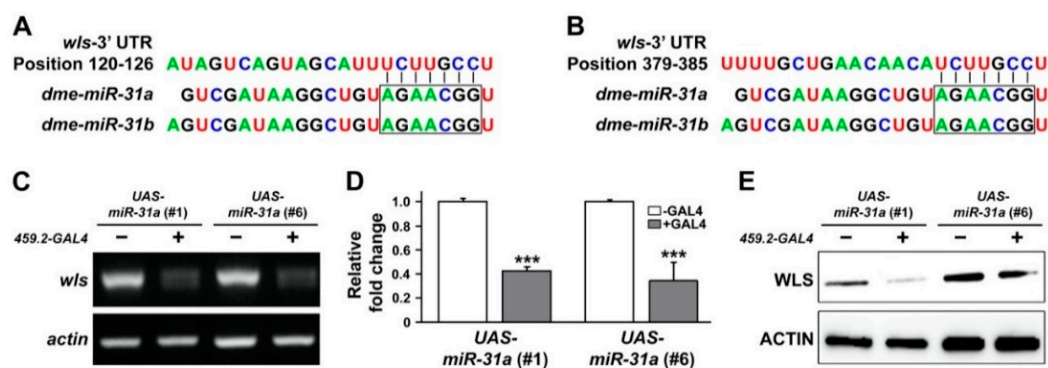 A
wls-3' UTR
Position 120-126 AUAGUCAGUAGCAUUUCUUGCCU
dme-miR-31a GUCGAUAAGGCUGUAGAACGGU
dme-miR-31b AGUCGAUAAGGCUGUAGAACGGU
B
wls-3' UTR
Position 379-385 UUUUGCUGAACAACAUCUUGCCU
dme-miR-31a GUCGAUAAGGCUGUAGAACGGU
dme-miR-31b AGUCGAUAAGGCUGUAGAACGGU
C
UAS- UAS-
miR-31a (#1) miR-31a (#6)
459.2-GAL4 − + − +
wls
actin
D
Relative
fold change
1.0
0.8
0.6
0.4
0.2
0
-GAL4
+GAL4
*** ***
UAS- UAS-
miR-31a (#1) miR-31a (#6)
E
UAS- UAS-
miR-31a (#1) miR-31a (#6)
459.2-GAL4 − + − +
WLS
ACTIN